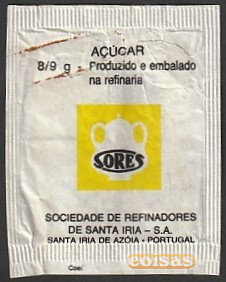 AÇÚCAR
8/9 g - Produzido e embalado
na refinaria
SORES
SOCIEDADE DE REFINADORES
DE SANTA IRIA - S.A.
SANTA IRIA DE AZÓIA • PORTUGAL
coisas